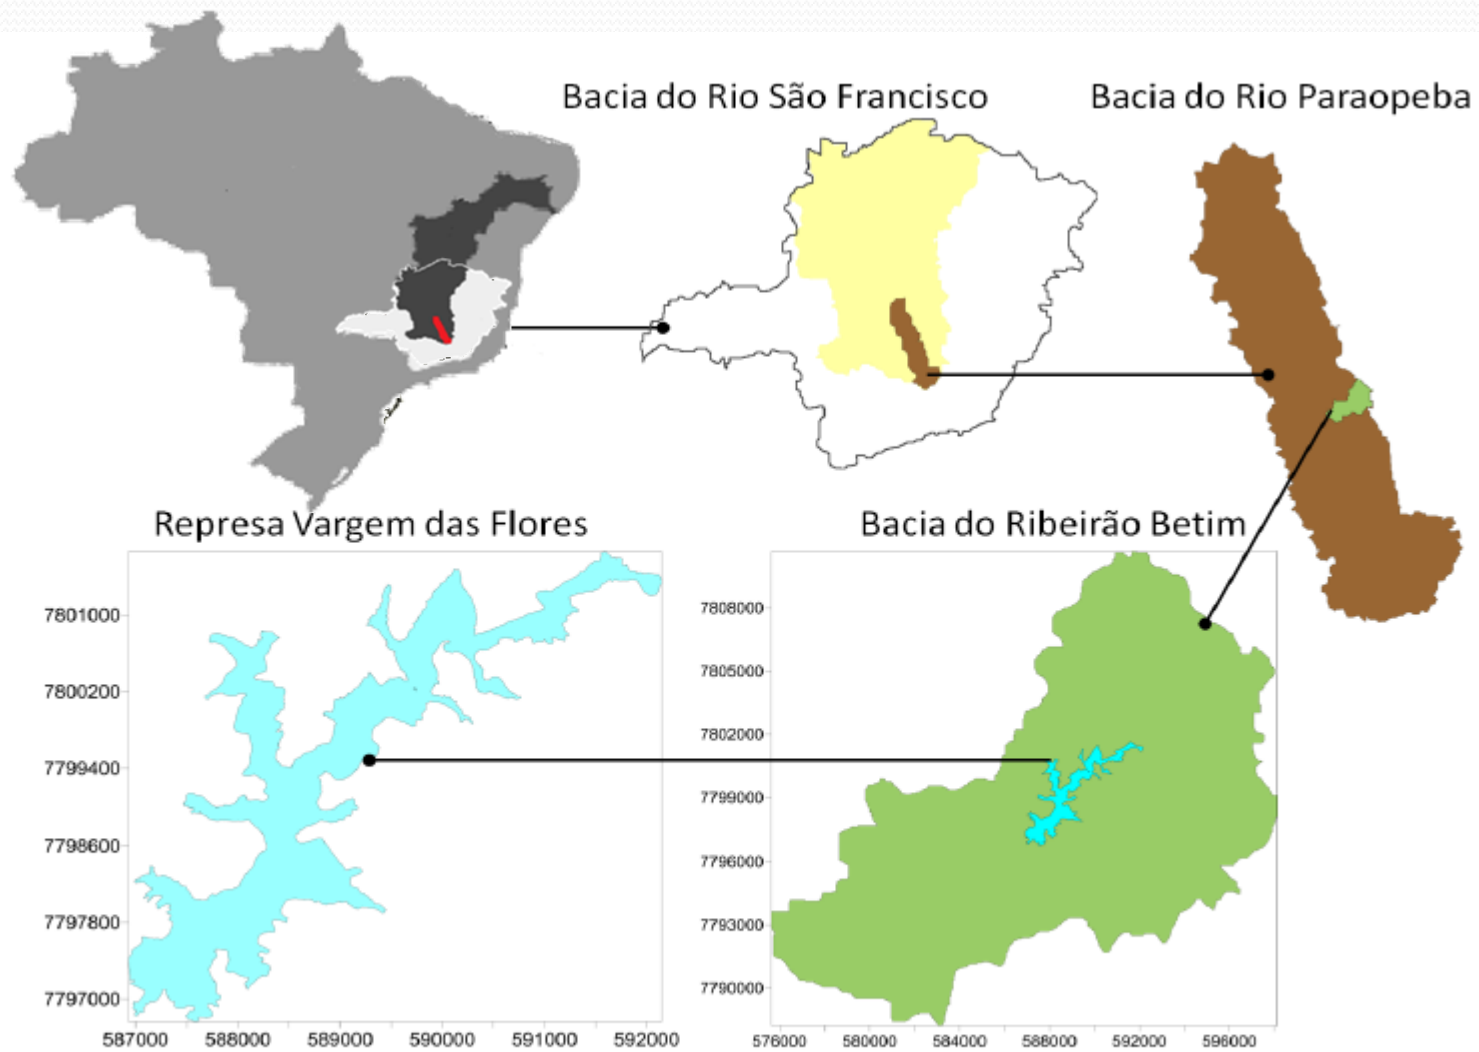 Bacia do Rio São Francisco
Bacia do Rio Paraopeba
Represa Vargem das Flores
Bacia do Ribeirão Betim
7801000
7800200
7799400
7798600
7797800
7797000
587000 588000 589000 590000 591000 592000
7808000
7805000
7802000
7799000
7796000
7793000
7790000
576000 580000 584000 588000 592000 596000